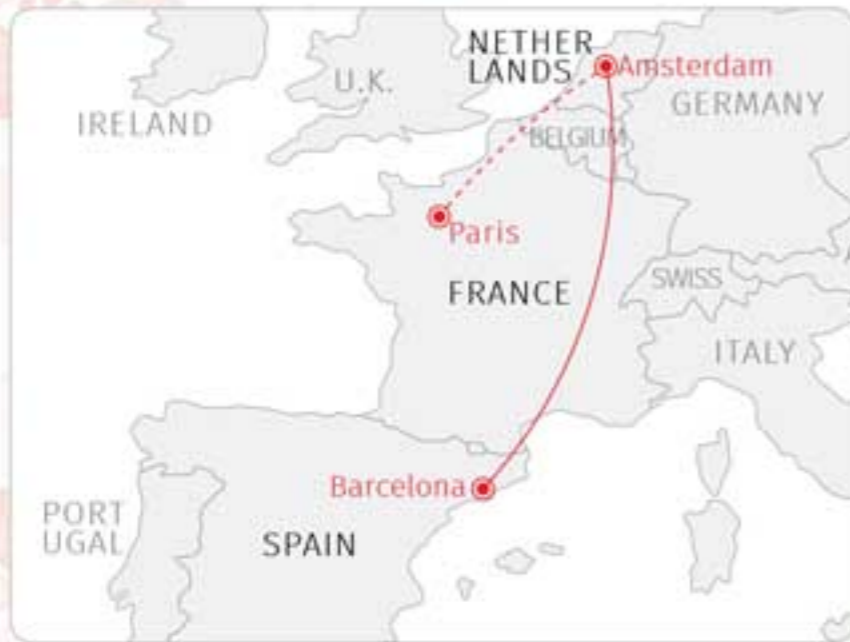 NETHER
LANDS
Amsterdam
U.K.
GERMANY
IRELAND
BELGIUM
Paris
SWISS
FRANCE
ITALY
Barcelona
PORT
UGAL
SPAIN